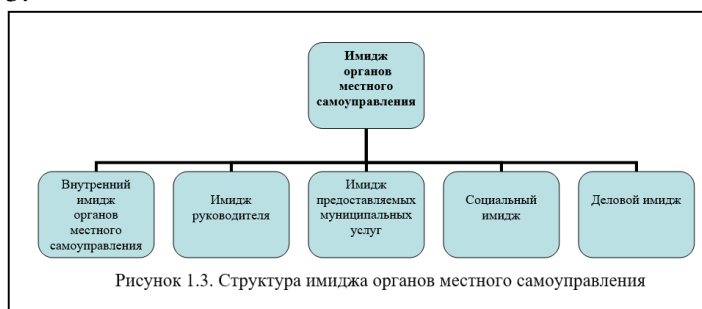 Имидж
органов
местного
самоуправления
Внутренний
имидж
органов
местного
самоуправления
Имидж
руководителя
Имидж
предоставляемых
муниципальных
услуг
Социальный
имидж
Деловой имидж
Рисунок 1.3. Структура имиджа органов местного самоуправления